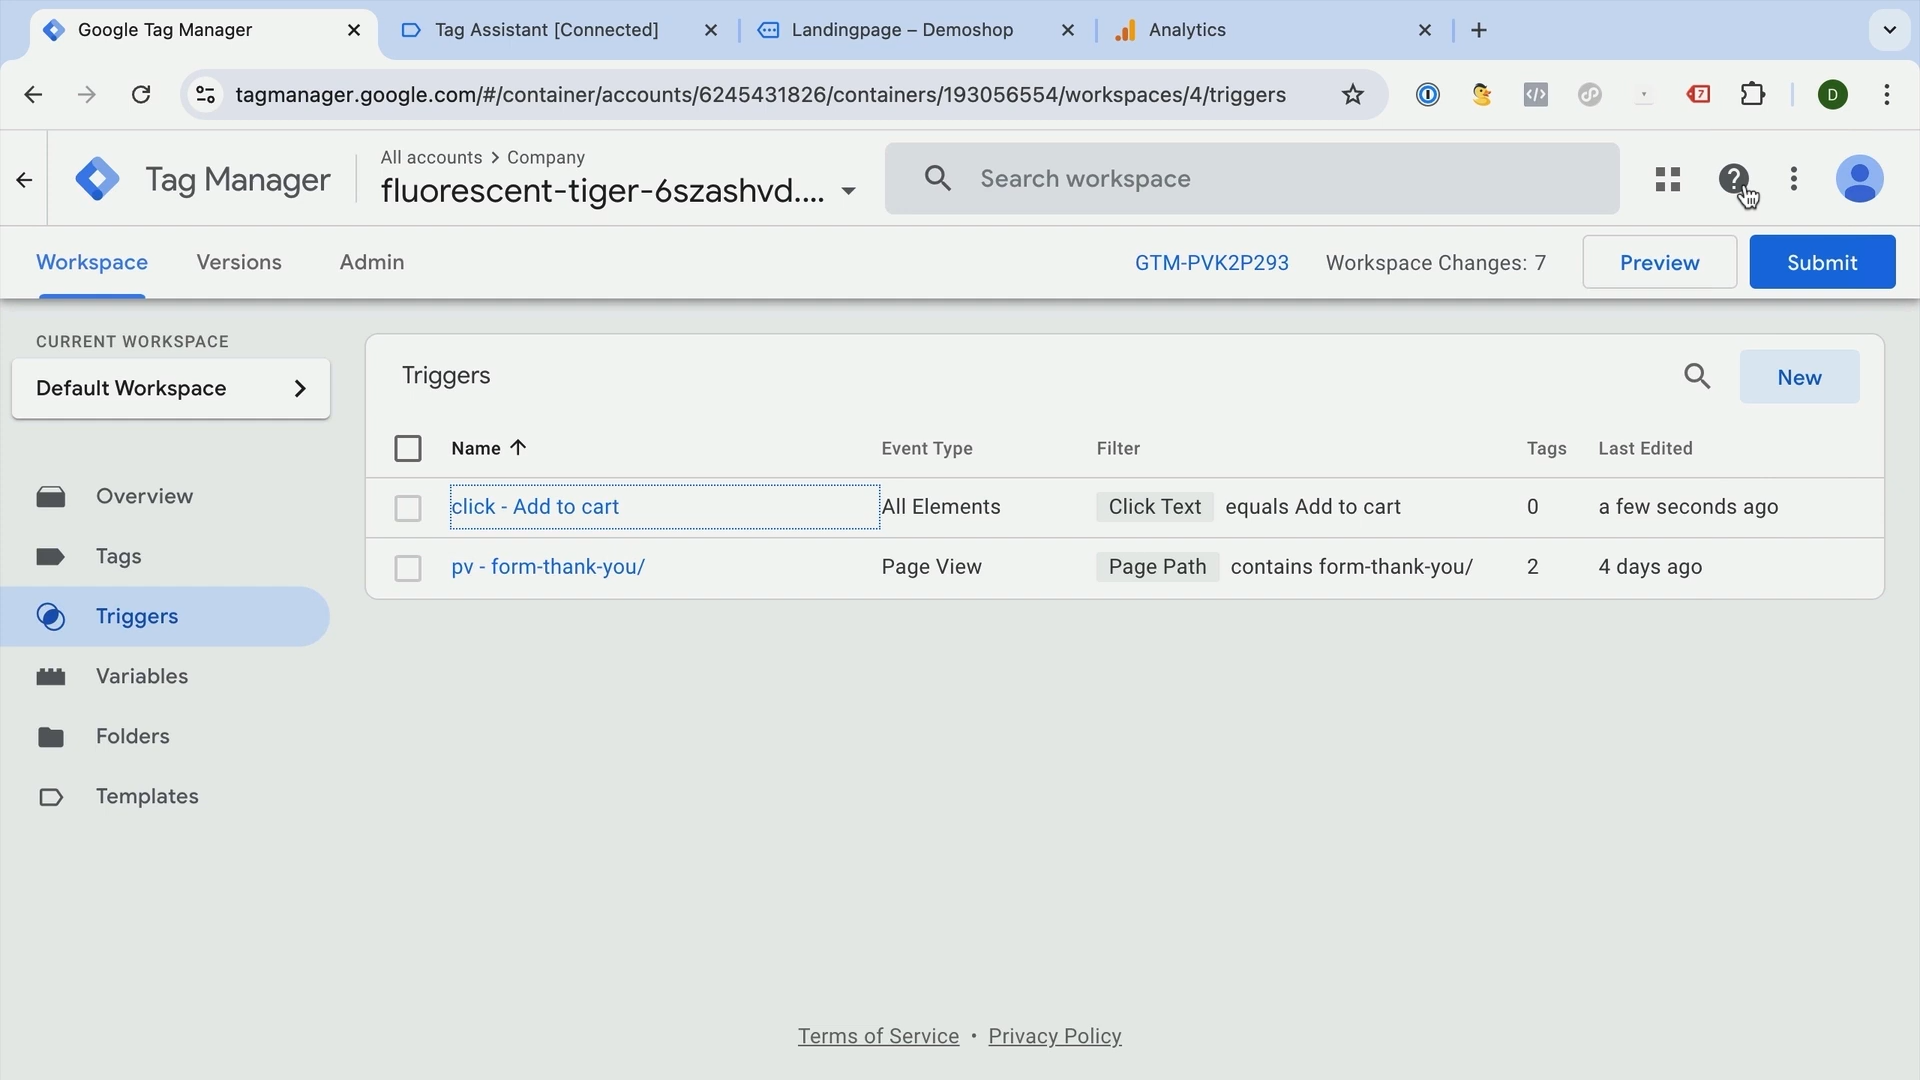 Google Tag Manager
Tag Assistant [Connected]
Landingpage – Demoshop
Analytics
tagmanager.google.com/#/container/accounts/6245431826/containers/193056554/workspaces/4/triggers
7
D
Tag Manager
All accounts > Company
fluorescent-tiger-6szashvd....
Search workspace
Workspace
Versions
Admin
GTM-PVK2P293
Workspace Changes: 7
Preview
Submit
CURRENT WORKSPACE
Default Workspace
Overview
Tags
Triggers
Variables
Folders
Templates
Triggers
New
Name
Event Type
Filter
Tags
Last Edited
click - Add to cart
All Elements
Click Text equals Add to cart
0
a few seconds ago
pv - form-thank-you/
Page View
Page Path contains form-thank-you/
2
4 days ago
Terms of Service • Privacy Policy